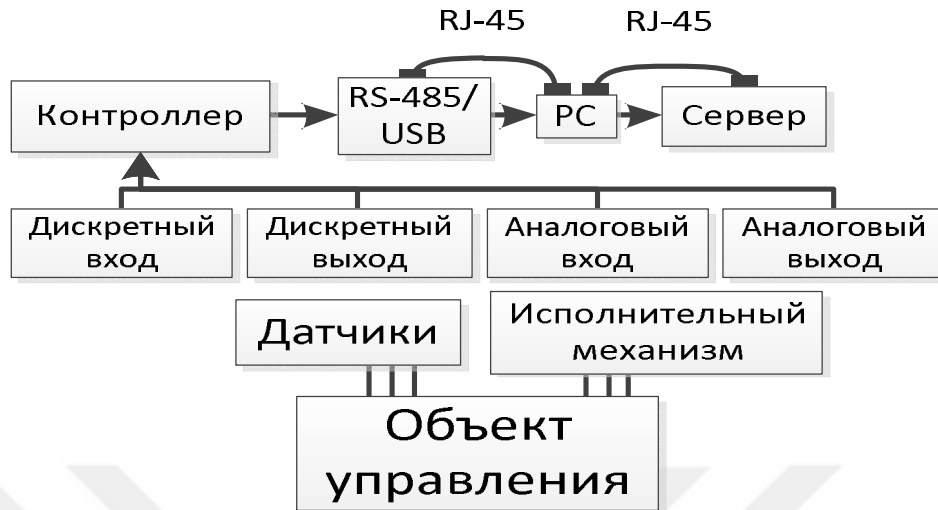 RJ-45
RJ-45
Контроллер
RS-485/
USB
PC
Сервер
Дискретный
вход
Дискретный
выход
Аналоговый
вход
Аналоговый
выход
Датчики
Исполнительный
механизм
Объект
управления